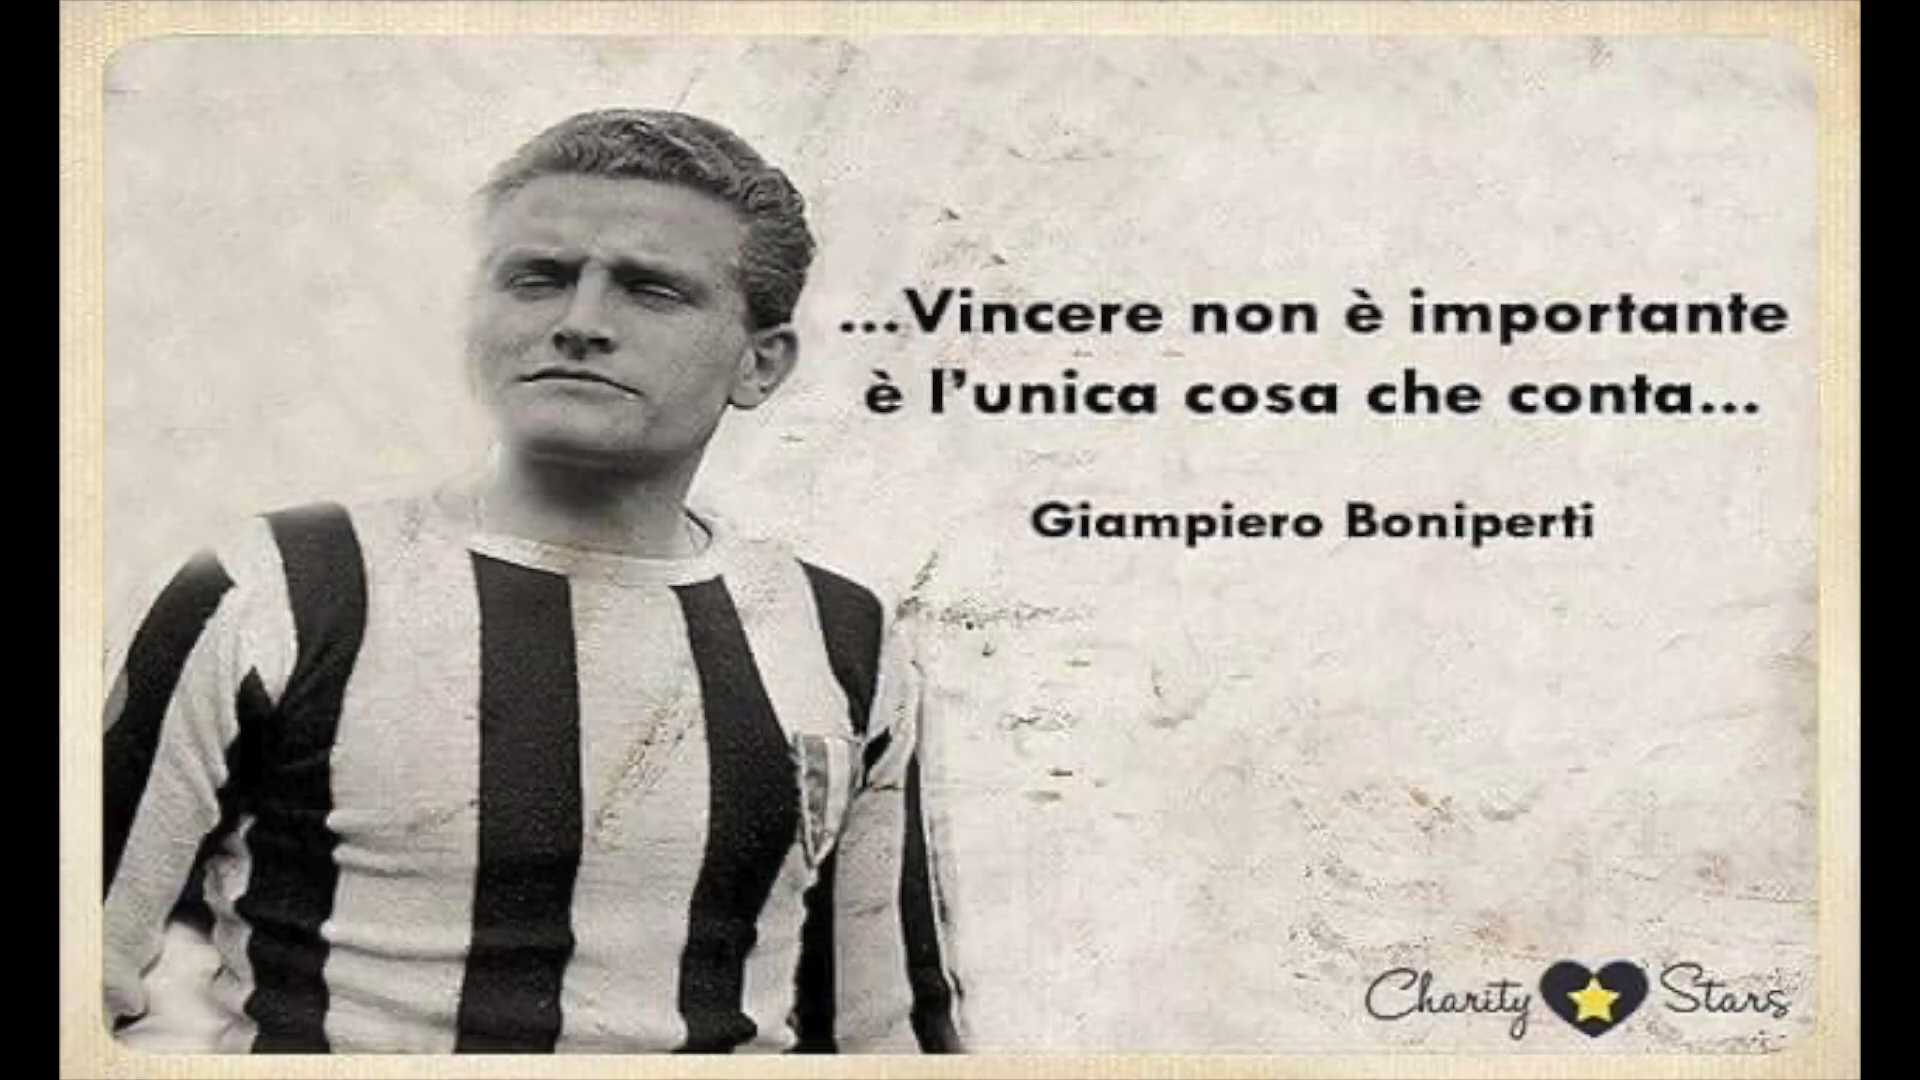 ...Vincere non è importante
è l'unica cosa che conta...
Giampiero Boniperti
Charity Stars